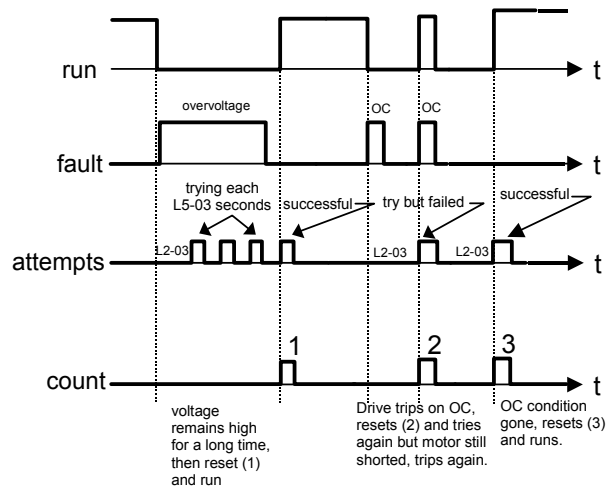 run
t
overvoltage
OC
OC
fault
t
trying each
L5-03 seconds
successful
try but failed
successful
L2-03
L2-03
L2-03
attempts
t
1
2
3
count
t
voltage
remains high
for a long time,
then reset (1)
and run
Drive trips on OC,
resets (2) and tries
again but motor still
shorted, trips again.
OC condition
gone, resets (3)
and runs.